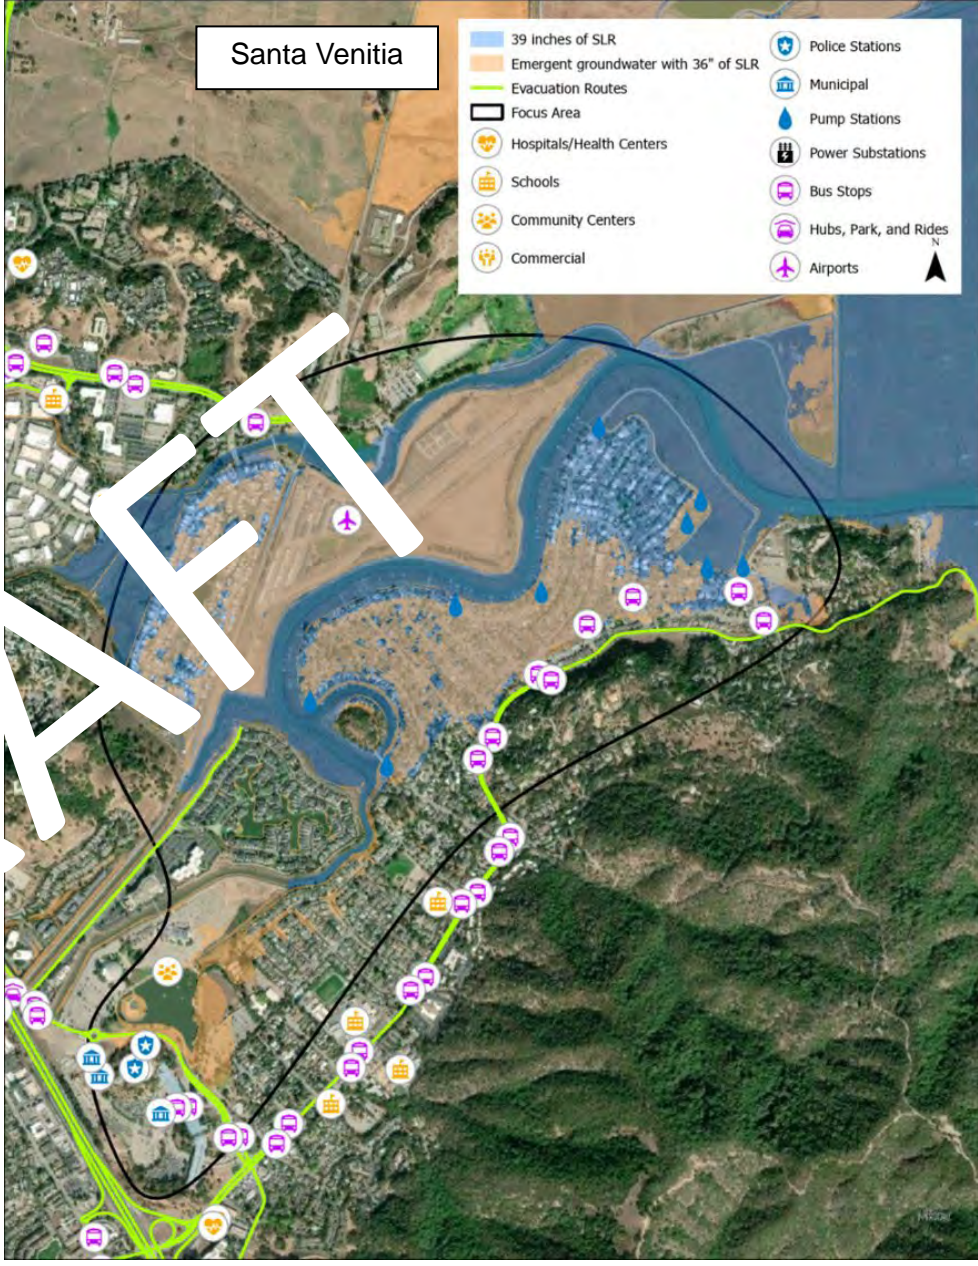 Santa Venitia
39 inches of SLR
Emergent groundwater with 36" of SLR
Evacuation Routes
Focus Area
Hospitals/Health Centers
Schools
Community Centers
Commercial
Police Stations
Municipal
Pump Stations
Power Substations
Bus Stops
Hubs, Park, and Rides
Airports
N
AFT